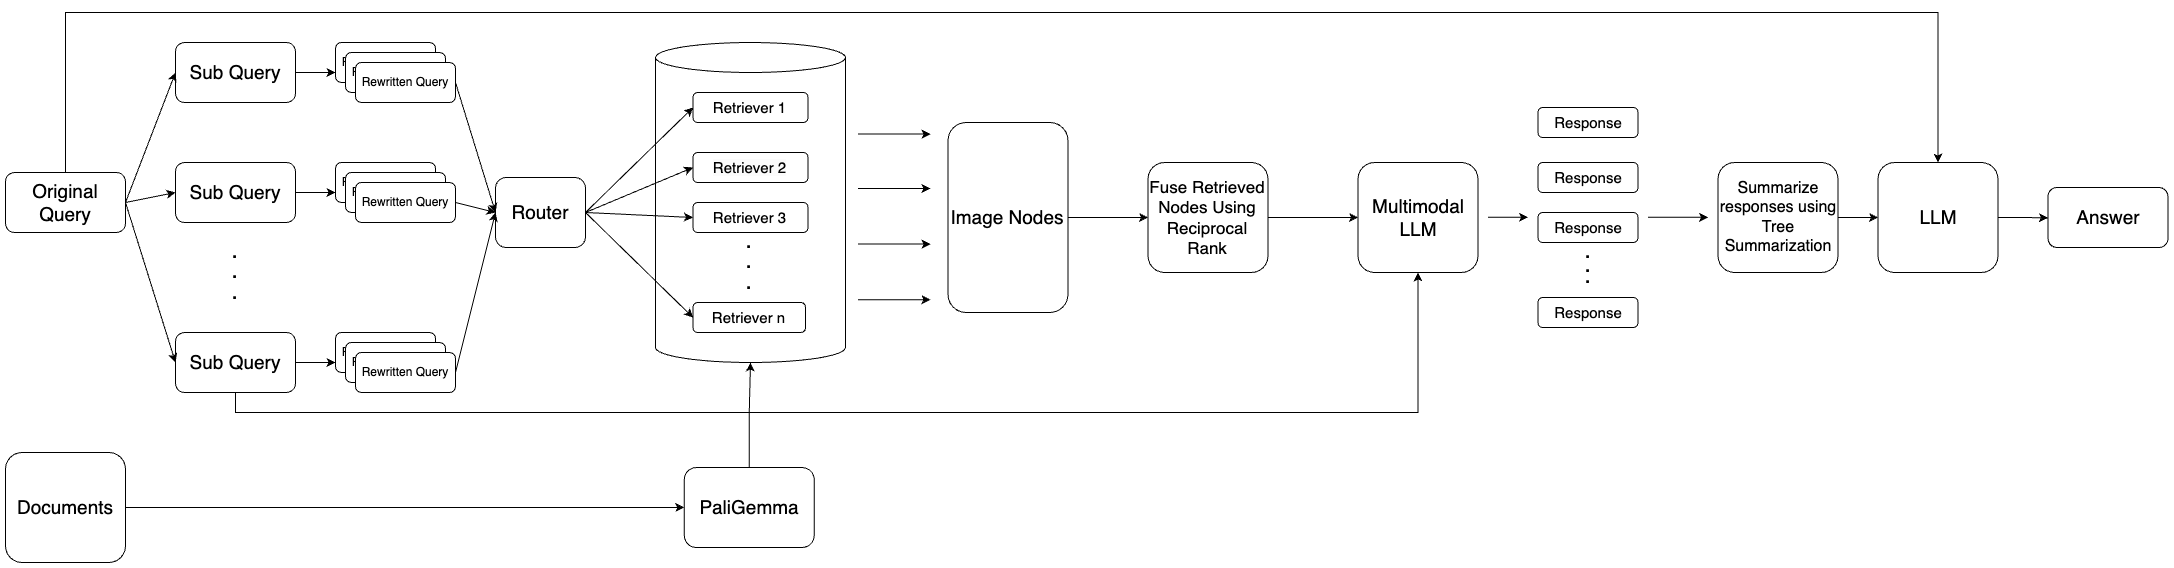 Original
Query
Sub Query
Rewritten Query
Sub Query
Rewritten Query
Sub Query
Rewritten Query
Router
Retriever 1
Retriever 2
Retriever 3
Retriever n
Image Nodes
Fuse Retrieved
Nodes Using
Reciprocal
Rank
Multimodal
LLM
Response
Response
Response
Response
Summarize
responses using
Tree
Summarization
LLM
Answer
Documents
PaliGemma